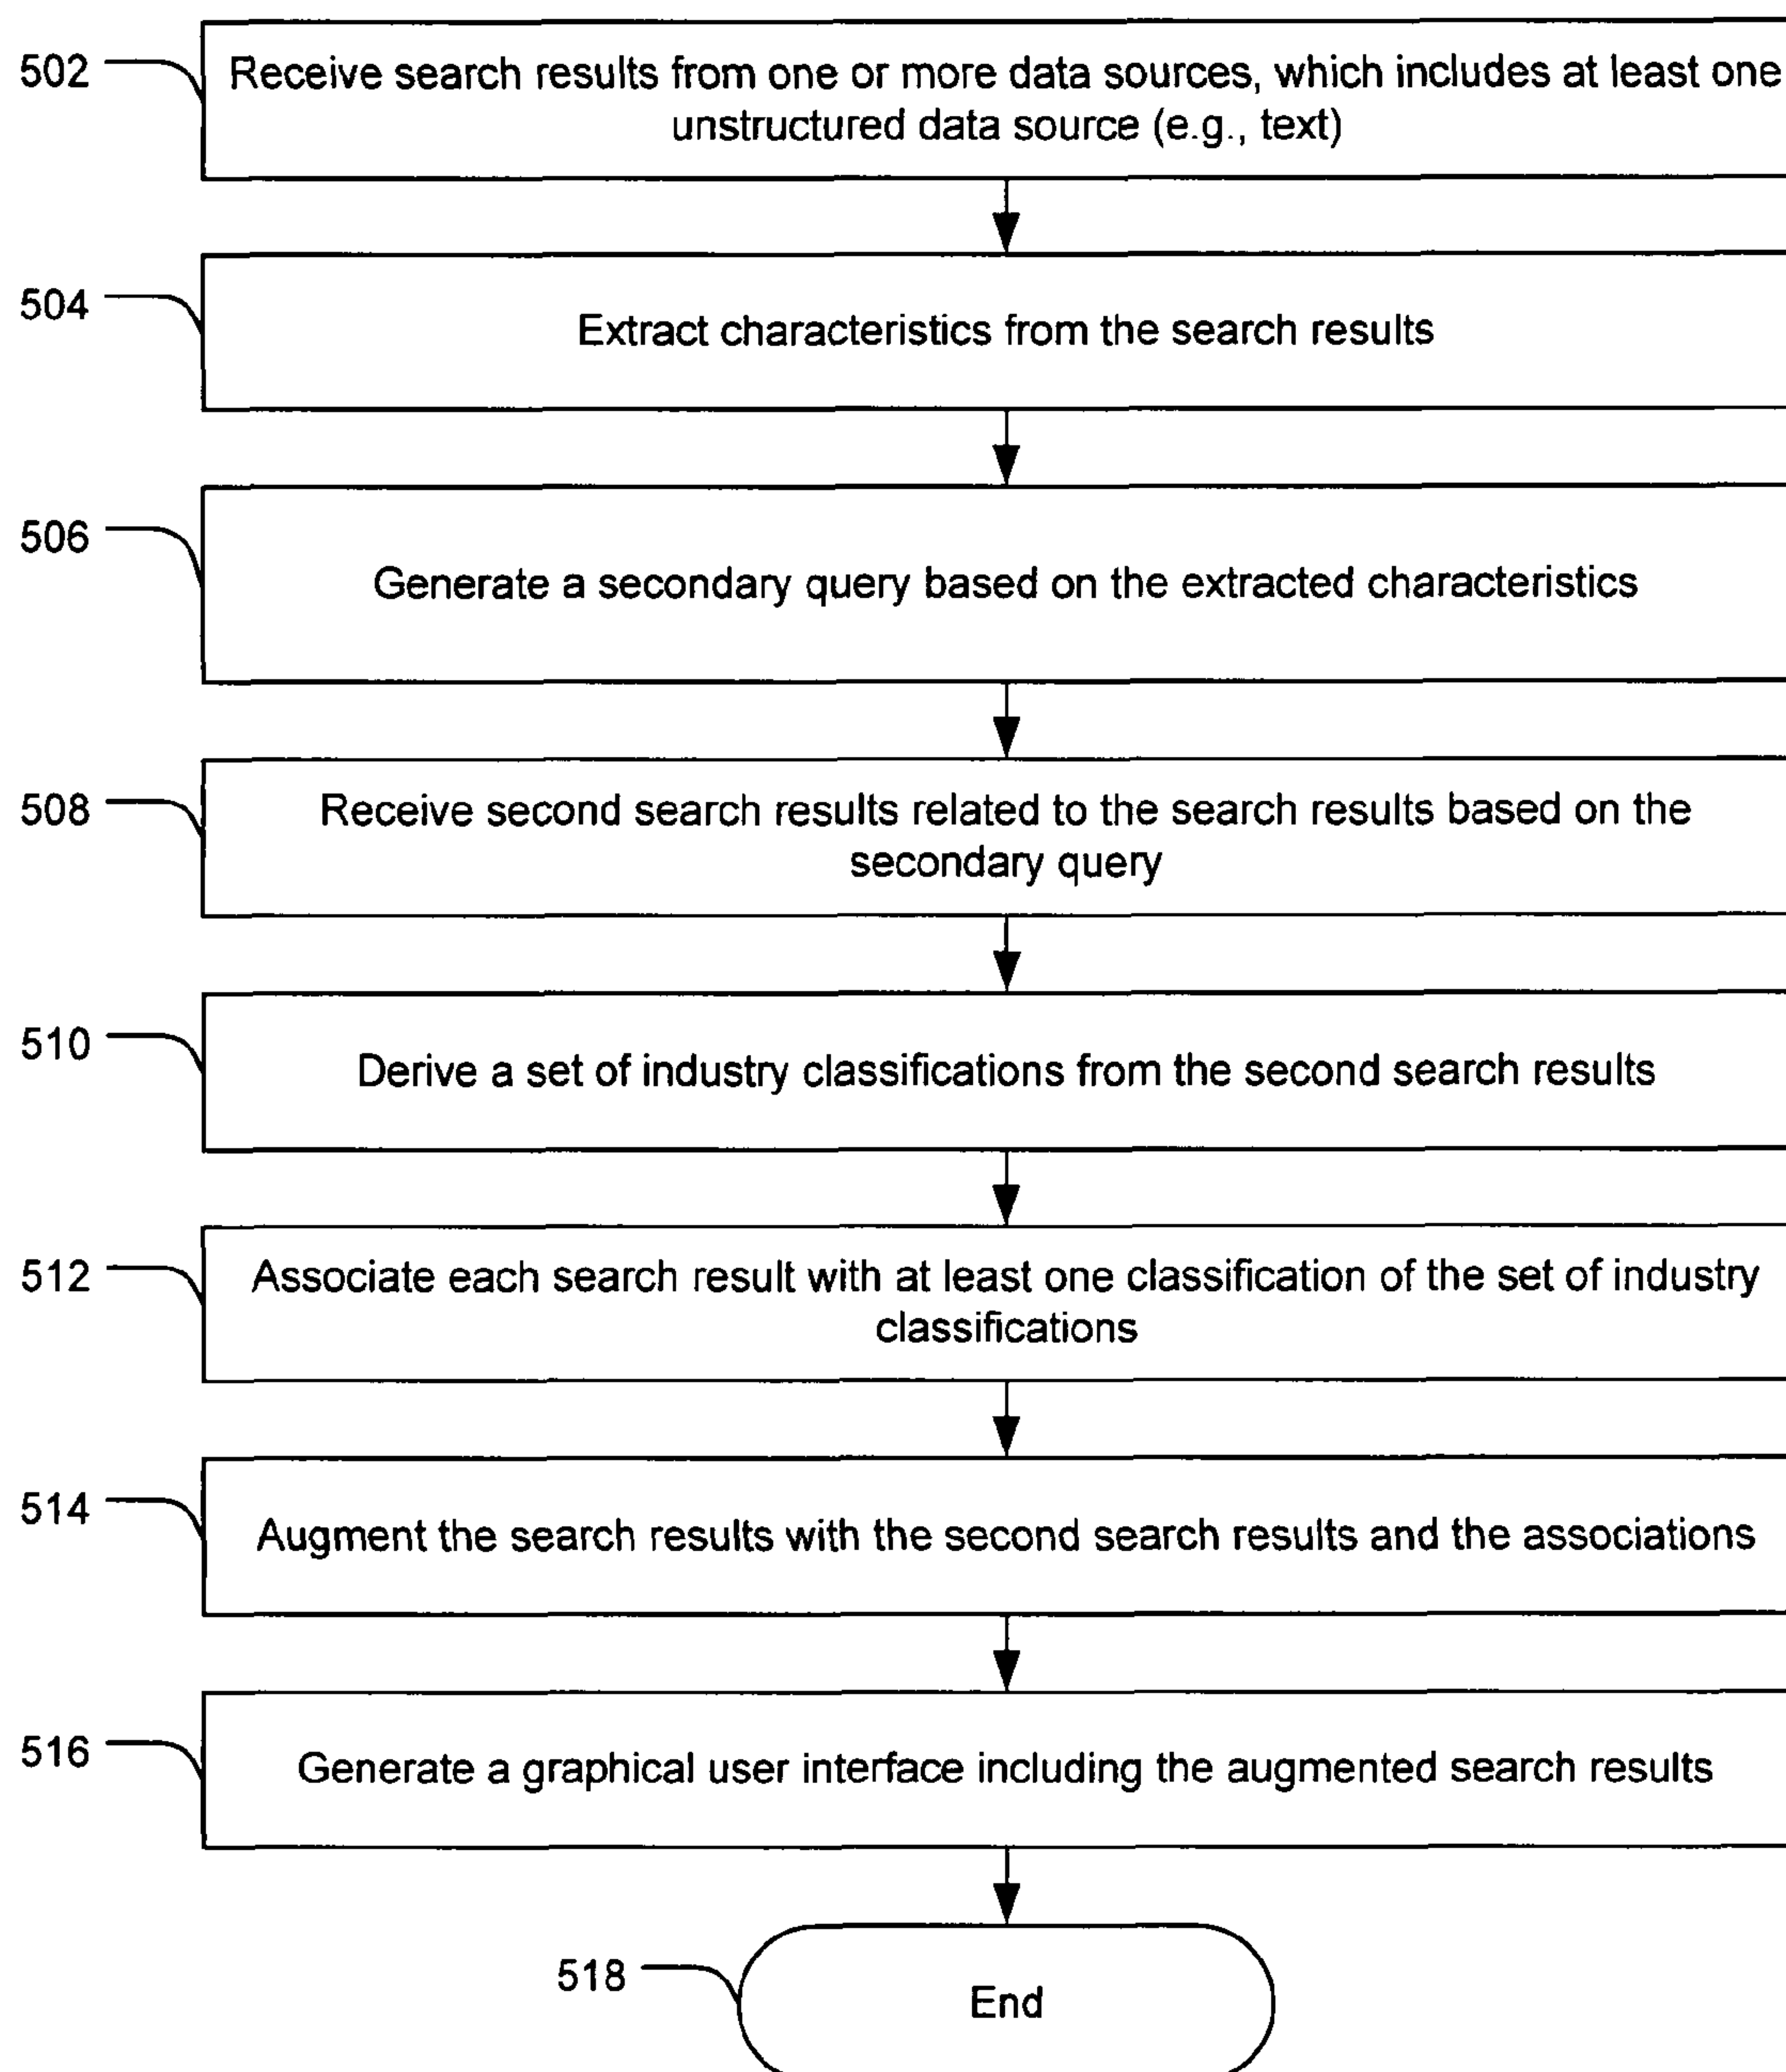 502
Receive search results from one or more data sources, which includes at least one
unstructured data source (e.g., text)
504
Extract characteristics from the search results
506
Generate a secondary query based on the extracted characteristics
508
Receive second search results related to the search results based on the
secondary query
510
Derive a set of industry classifications from the second search results
512
Associate each search result with at least one classification of the set of industry
classifications
514
Augment the search results with the second search results and the associations
516
Generate a graphical user interface including the augmented search results
518
End